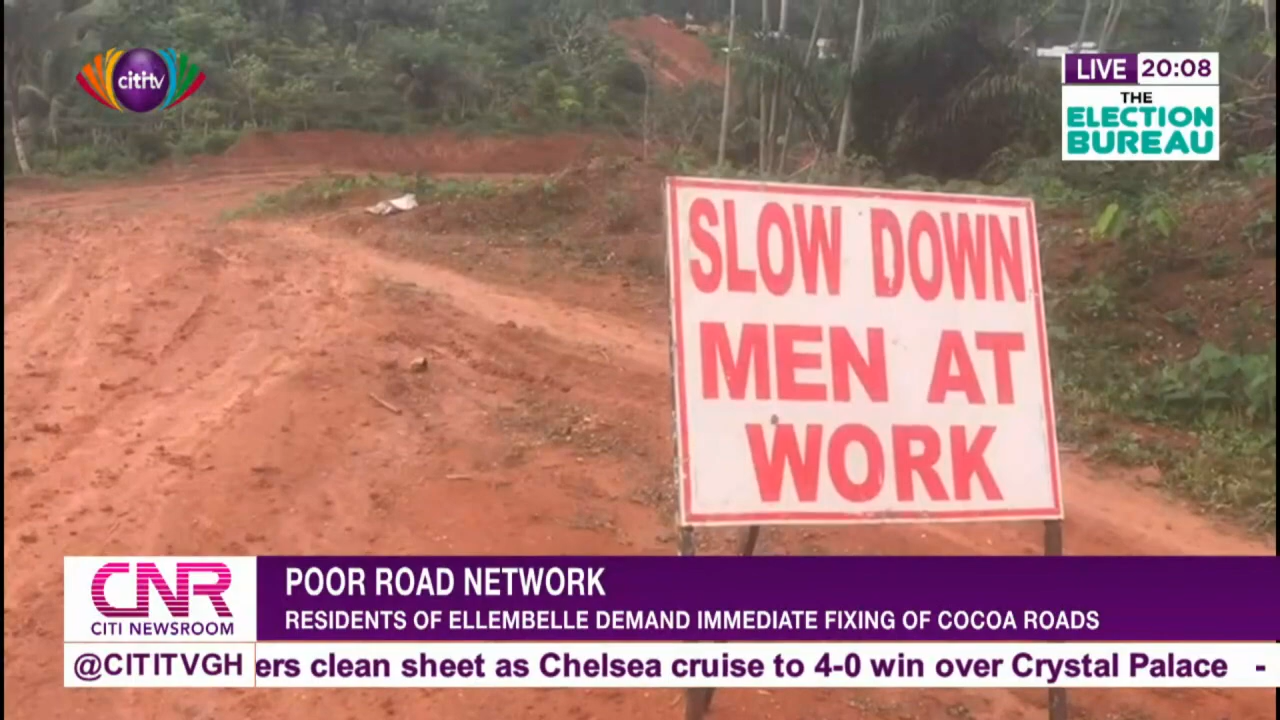 citi tv
LIVE 20:08
THE
ELECTION
BUREAU
SLOW DOWN
MEN AT
WORK
CNR
CITI NEWSROOM
POOR ROAD NETWORK
RESIDENTS OF ELLEMBELLE DEMAND IMMEDIATE FIXING OF COCOA ROADS
@CITITVGH
ers clean sheet as Chelsea cruise to 4-0 win over Crystal Palace -